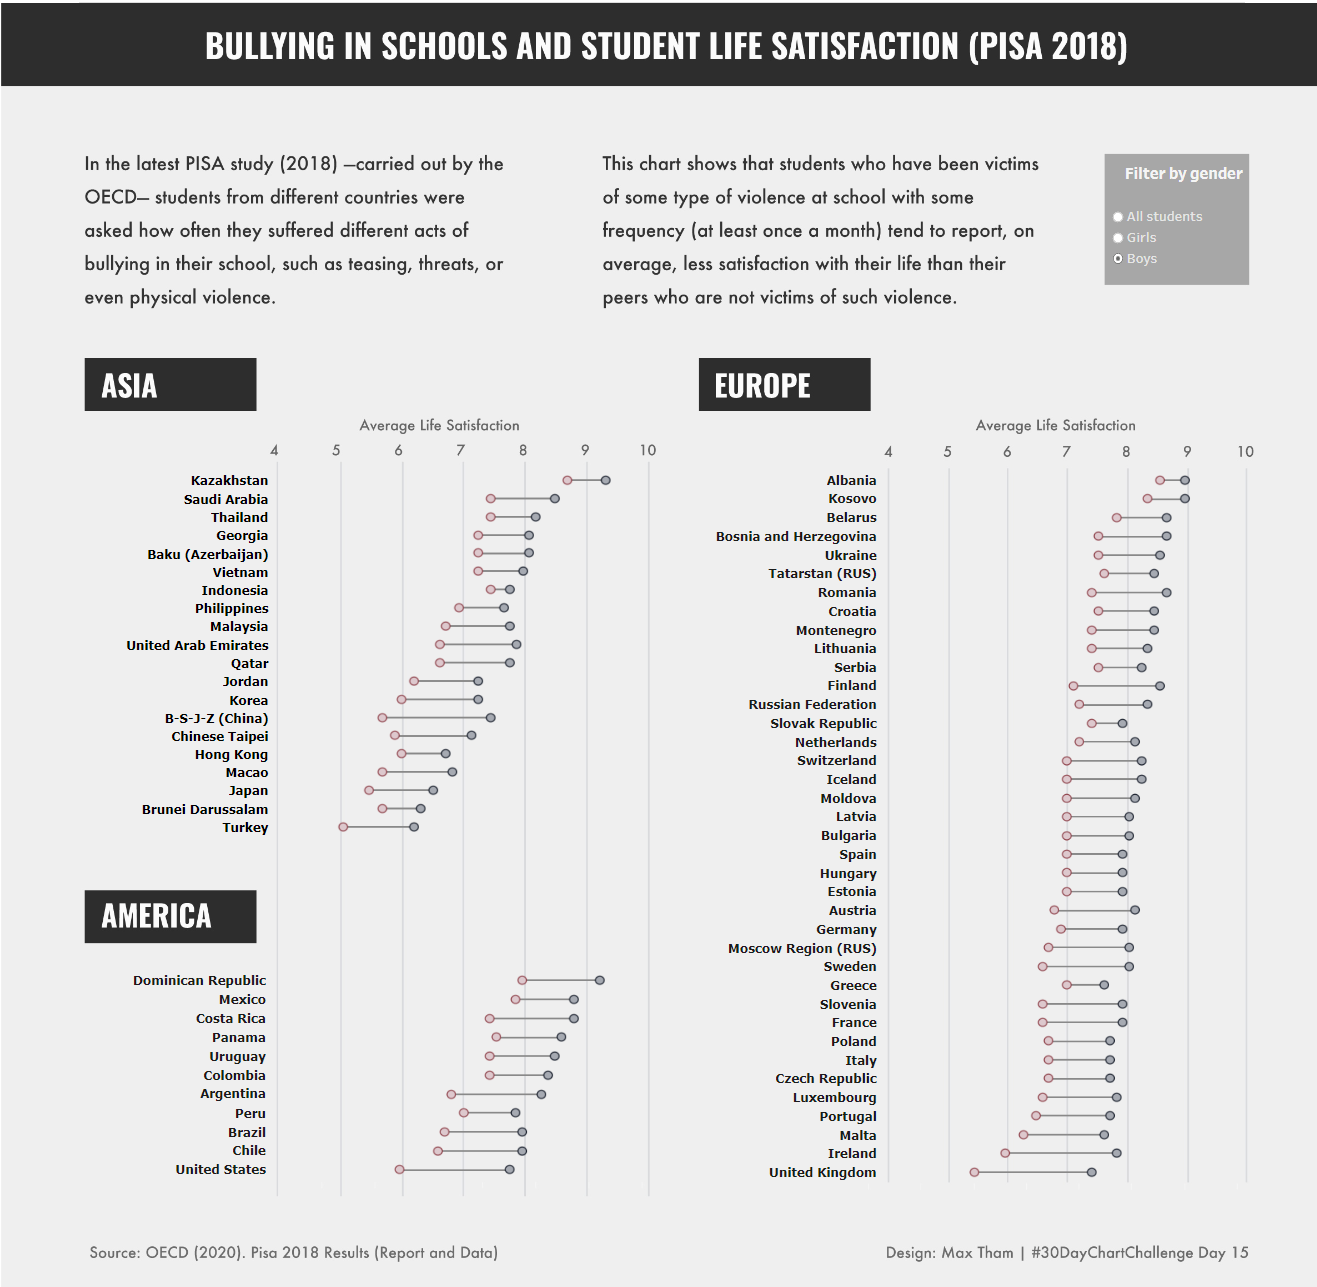 BULLYING IN SCHOOLS AND STUDENT LIFE SATISFACTION (PISA 2018)
In the latest PISA study (2018) —carried out by the
OECD— students from different countries were
asked how often they suffered different acts of
bullying in their school, such as teasing, threats, or
even physical violence.
This chart shows that students who have been victims
of some type of violence at school with some
frequency (at least once a month) tend to report, on
average, less satisfaction with their life than their
peers who are not victims of such violence.
Filter by gender
All students
Girls
Boys
ASIA
Average Life Satisfaction
4 5 6 7 8 9 10
Kazakhstan
Saudi Arabia
Thailand
Georgia
Baku (Azerbaijan)
Vietnam
Indonesia
Philippines
Malaysia
United Arab Emirates
Qatar
Jordan
Korea
B-S-J-Z (China)
Chinese Taipei
Hong Kong
Macao
Japan
Brunei Darussalam
Turkey
AMERICA
Dominican Republic
Mexico
Costa Rica
Panama
Uruguay
Colombia
Argentina
Peru
Brazil
Chile
United States
EUROPE
Average Life Satisfaction
4 5 6 7 8 9 10
Albania
Kosovo
Belarus
Bosnia and Herzegovina
Ukraine
Tatarstan (RUS)
Romania
Croatia
Montenegro
Lithuania
Serbia
Finland
Russian Federation
Slovak Republic
Netherlands
Switzerland
Iceland
Moldova
Latvia
Bulgaria
Spain
Hungary
Estonia
Austria
Germany
Moscow Region (RUS)
Sweden
Greece
Slovenia
France
Poland
Italy
Czech Republic
Luxembourg
Portugal
Malta
Ireland
United Kingdom
Source: OECD (2020). Pisa 2018 Results (Report and Data)
Design: Max Tham | #30DayChartChallenge Day 15